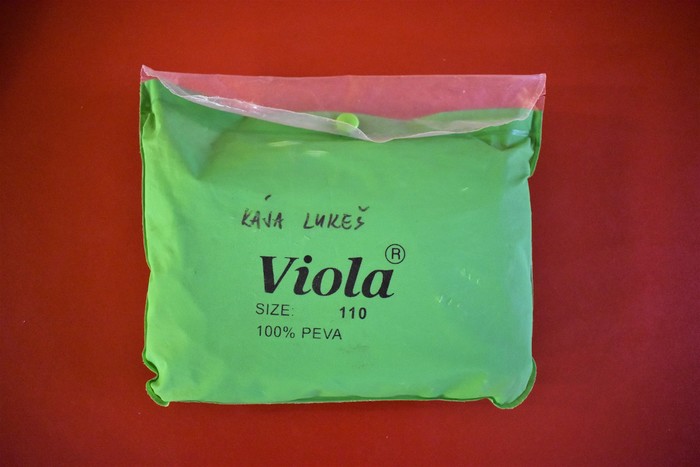 KÁJA LUKEŠ
Viola®
SIZE: 110
100% PEVA